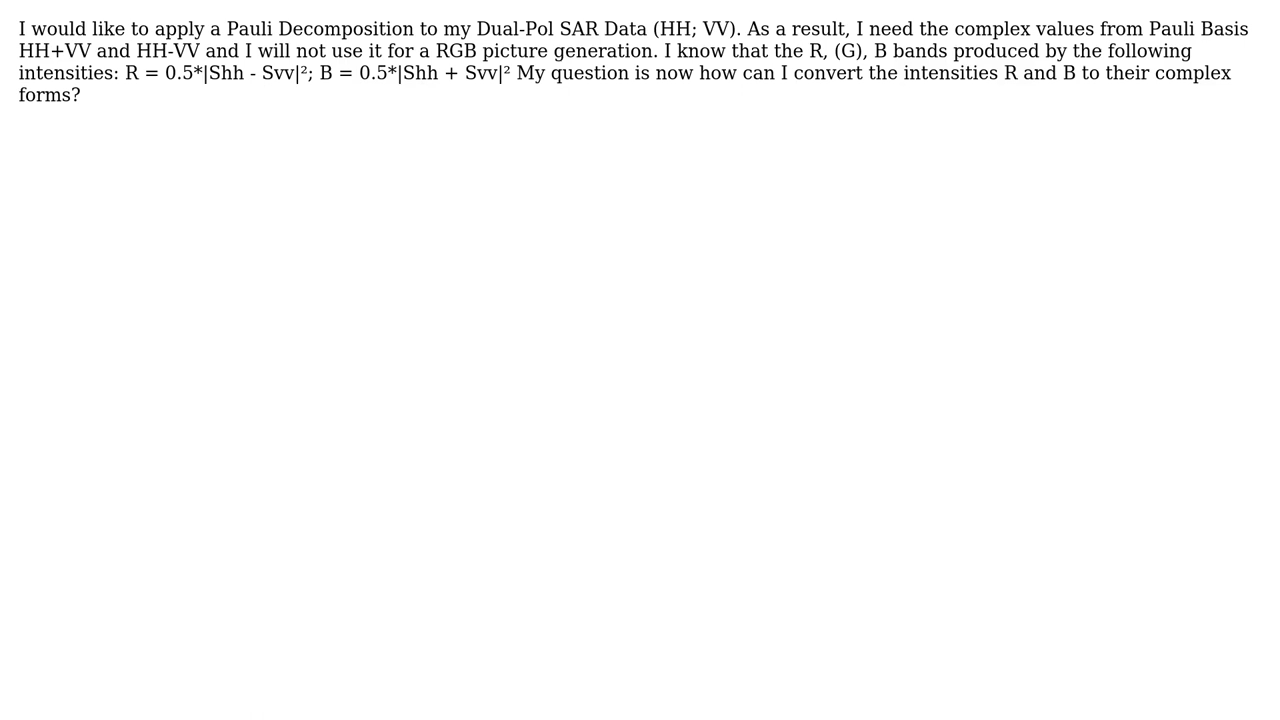 I would like to apply a Pauli Decomposition to my Dual-Pol SAR Data (HH; VV). As a result, I need the complex values from Pauli Basis
HH+VV and HH-VV and I will not use it for a RGB picture generation. I know that the R, (G), B bands produced by the following
intensities: R = 0.5*|Shh - Svv|²; B = 0.5*|Shh + Svv|² My question is now how can I convert the intensities R and B to their complex
forms?